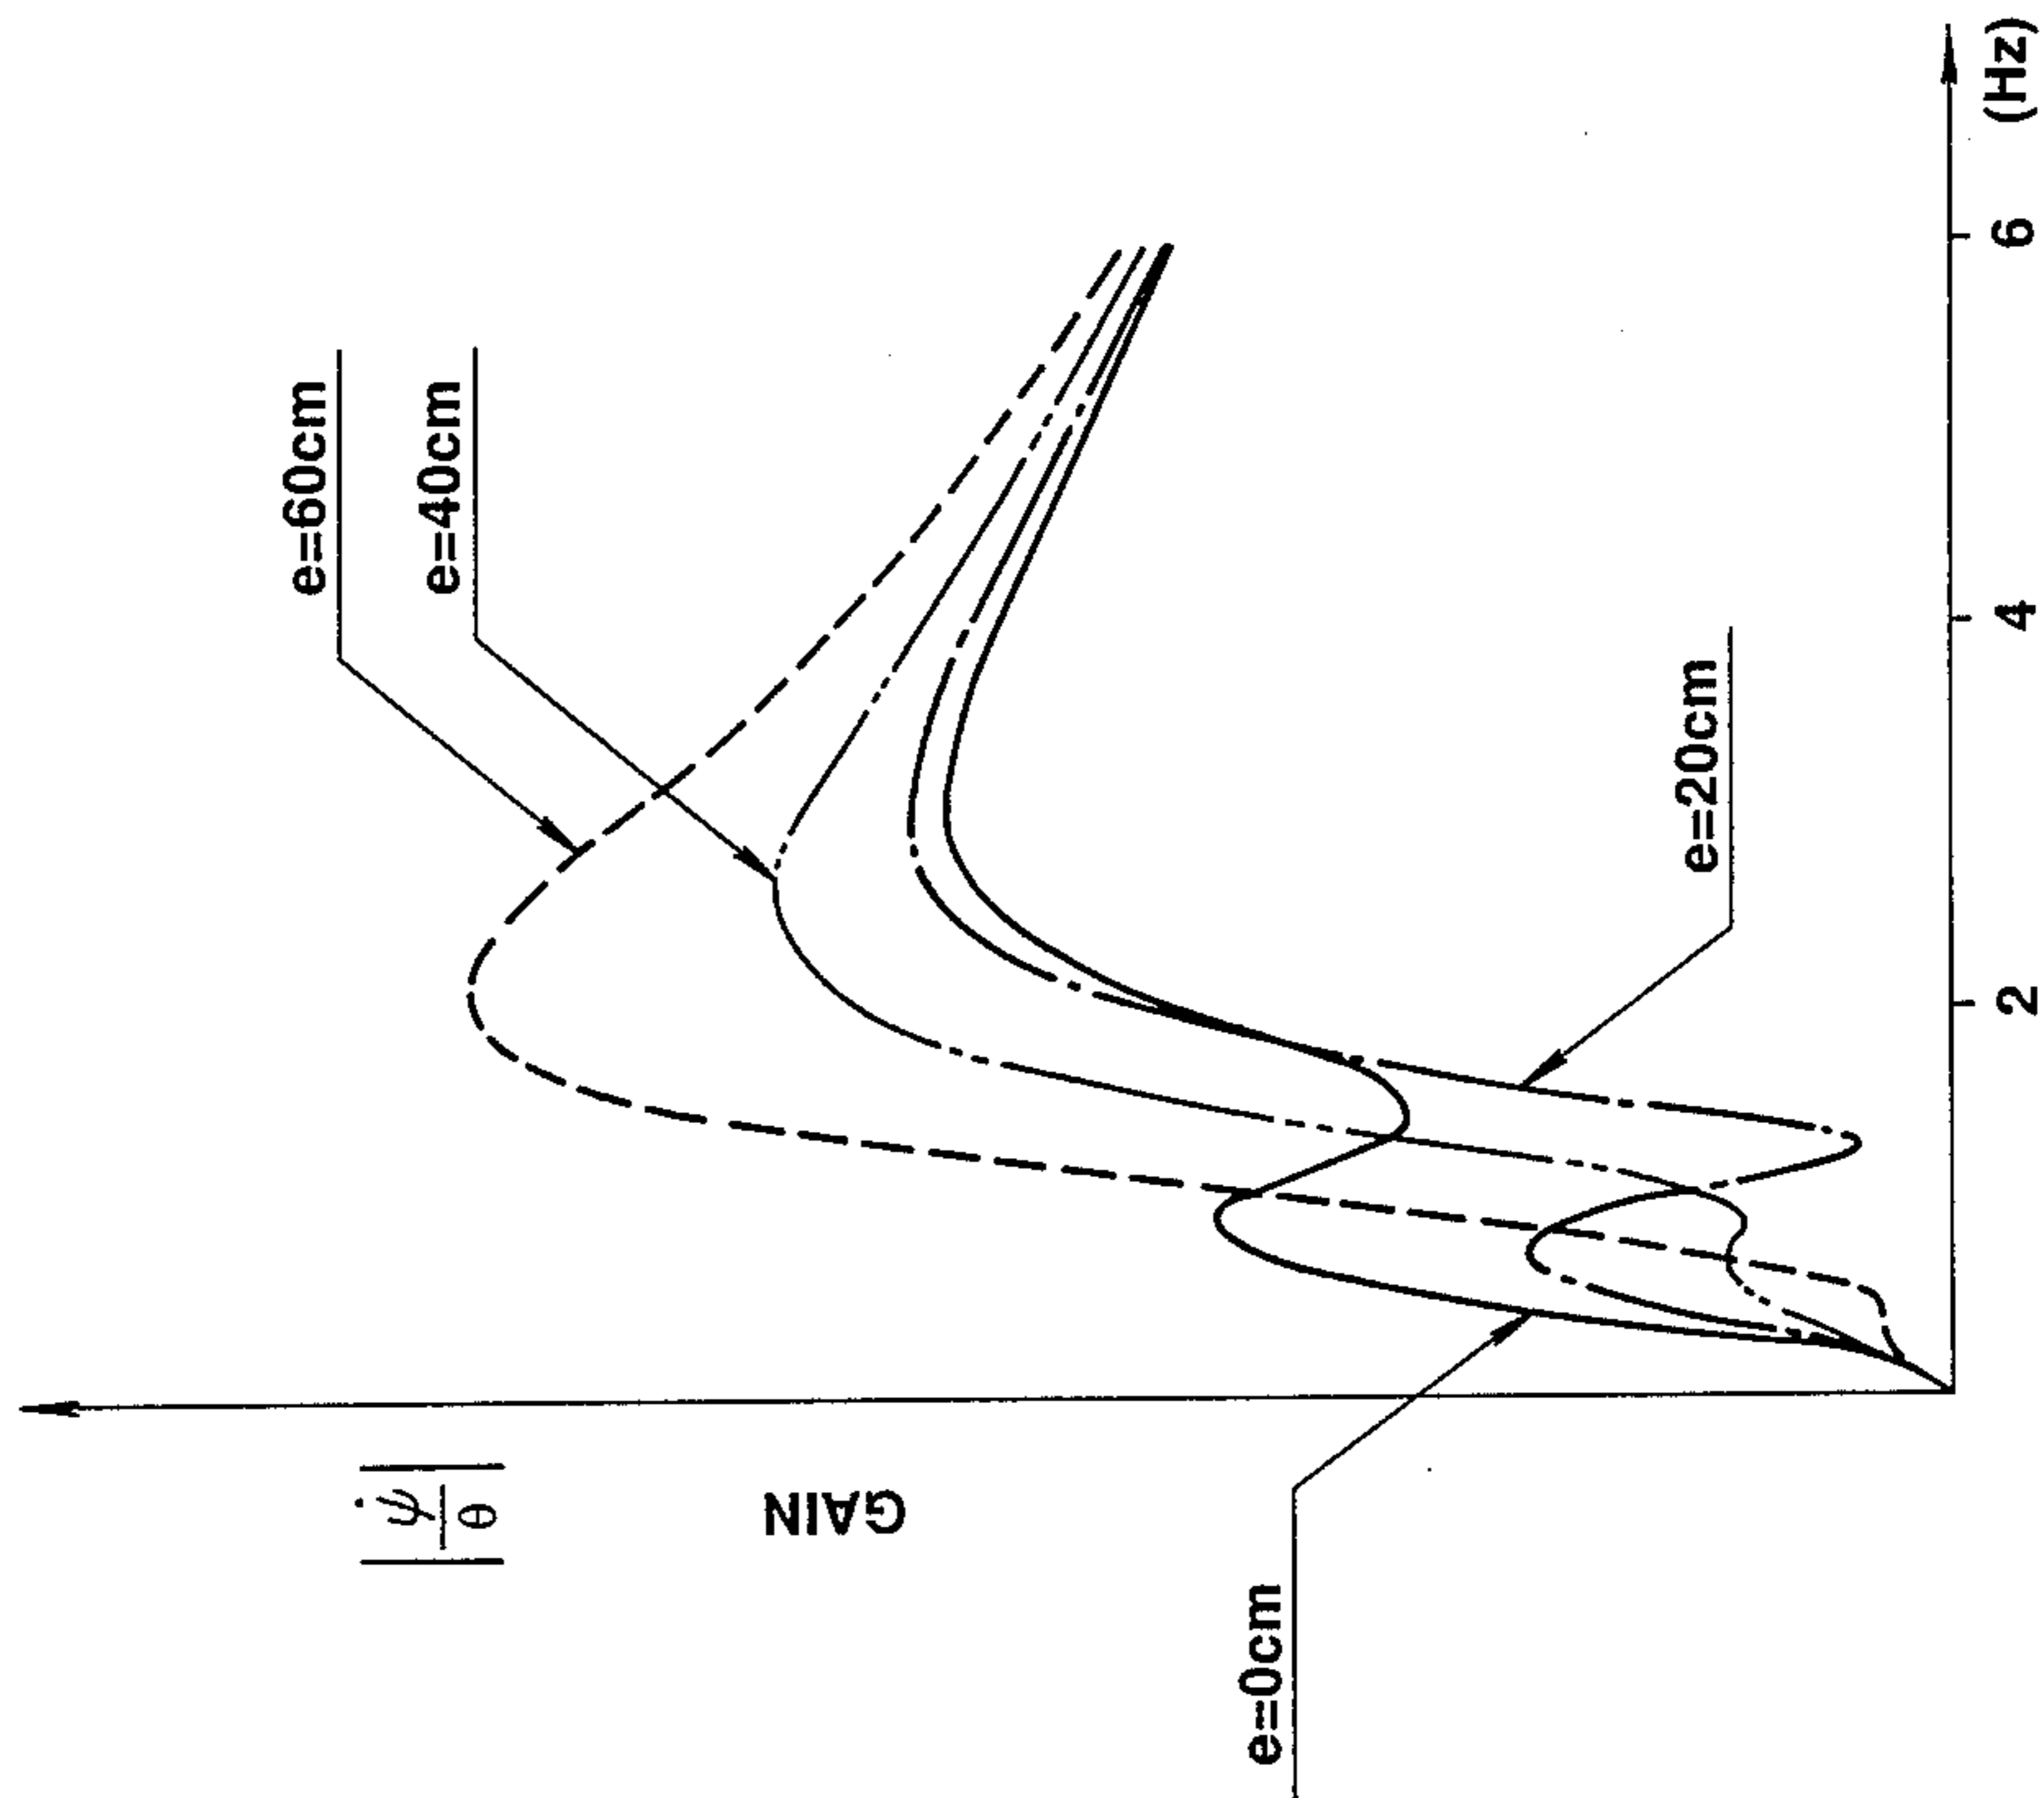 e=60cm
e=40cm
| ψ̇ / θ |
GAIN
e=0cm
e=20cm
2
4
6
(Hz)